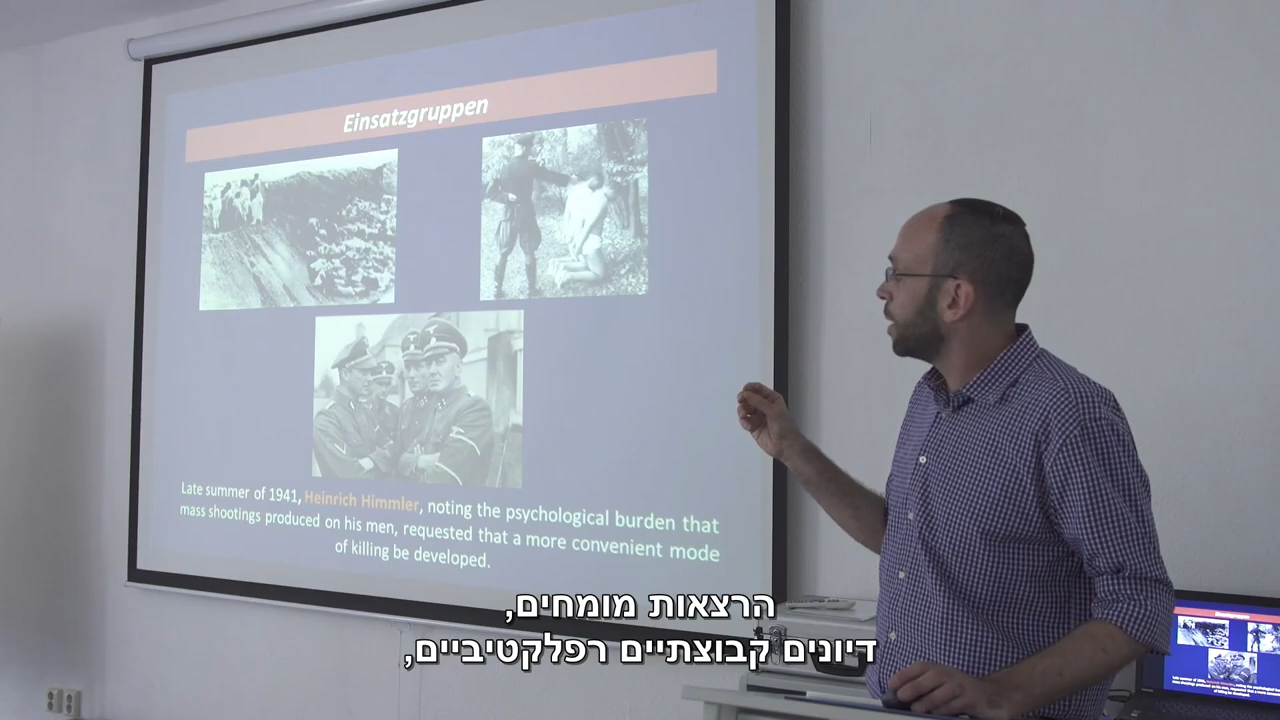 Einsatzgruppen
Late summer of 1941, Heinrich Himmler, noting the psychological burden that
mass shootings produced on his men, requested that a more convenient mode
of killing be developed.
הרצאות מומחים,
דיונים קבוצתיים רפלקטיביים,